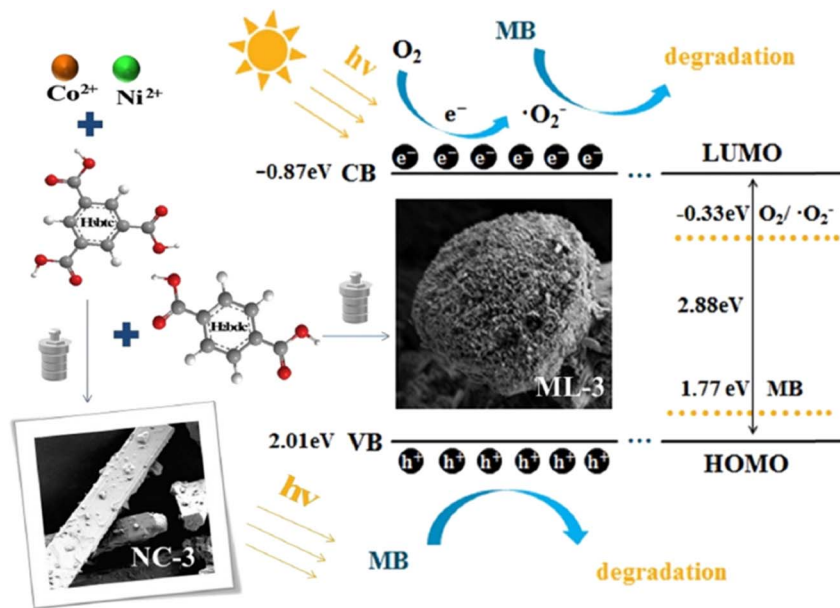 hv
O₂
MB
degradation
Co²⁺
Ni²⁺
e⁻
·O₂⁻
-0.87eV CB
e⁻ e⁻ e⁻ e⁻ e⁻ e⁻
...
LUMO
H3btc
-0.33eV O₂/ ·O₂⁻
H2bdc
2.88eV
ML-3
1.77 eV MB
2.01eV VB
...
h⁺ h⁺ h⁺ h⁺ h⁺ h⁺
HOMO
hv
NC-3
MB
degradation